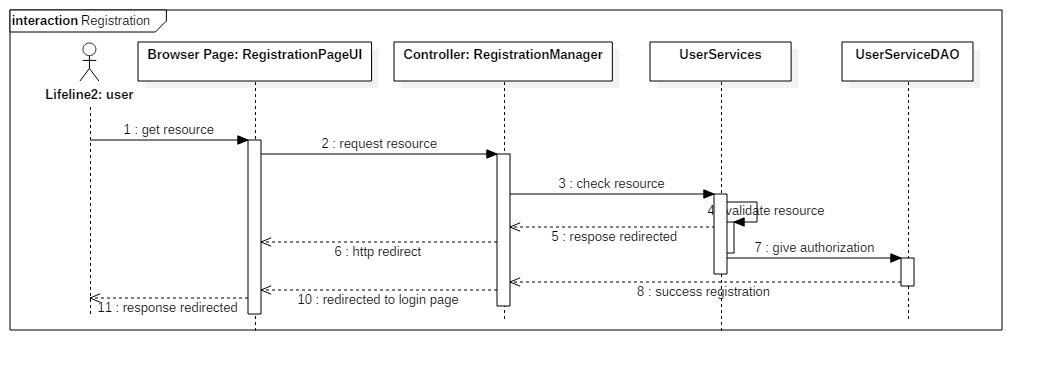 interaction Registration
Browser Page: RegistrationPageUI
Controller: RegistrationManager
UserServices
UserServiceDAO
Lifeline2: user
1 : get resource
2 : request resource
3 : check resource
4 : validate resource
5 : respose redirected
6 : http redirect
7 : give authorization
8 : success registration
10 : redirected to login page
11 : response redirected